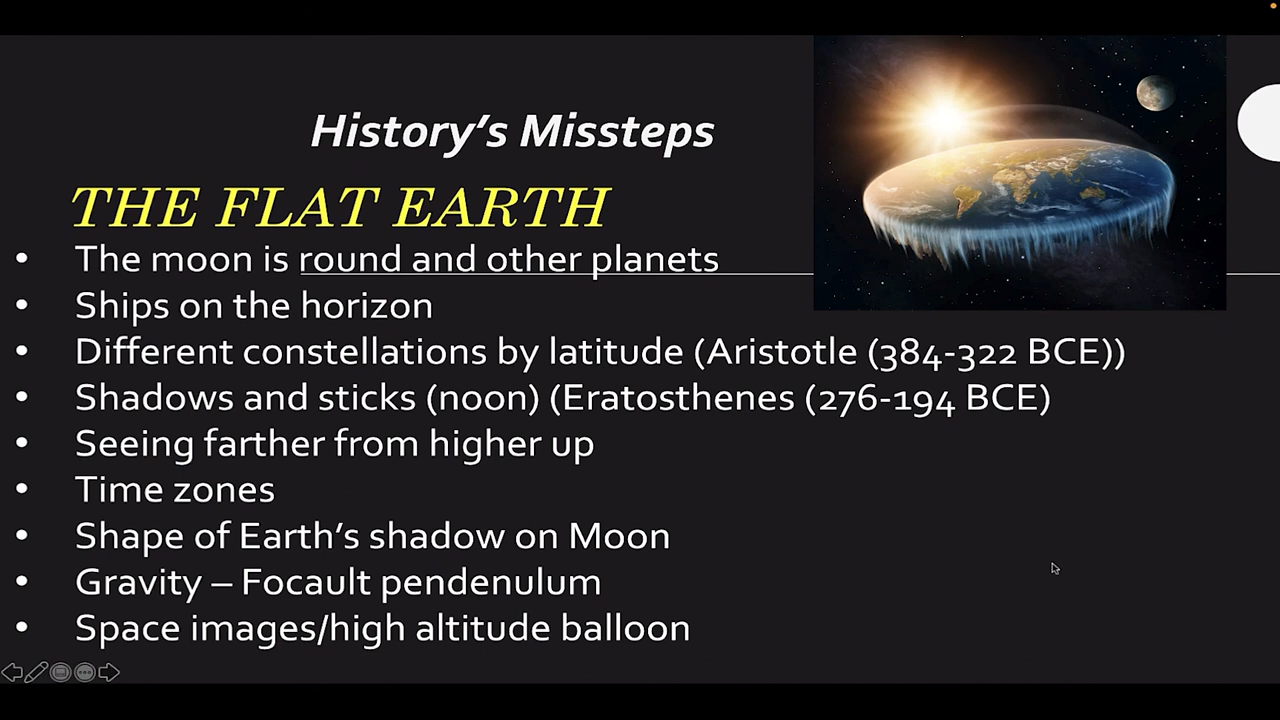 History's Missteps
THE FLAT EARTH
• The moon is round and other planets
• Ships on the horizon
• Different constellations by latitude (Aristotle (384-322 BCE))
• Shadows and sticks (noon) (Eratosthenes (276-194 BCE)
• Seeing farther from higher up
• Time zones
• Shape of Earth's shadow on Moon
• Gravity – Focault pendenulum
• Space images/high altitude balloon